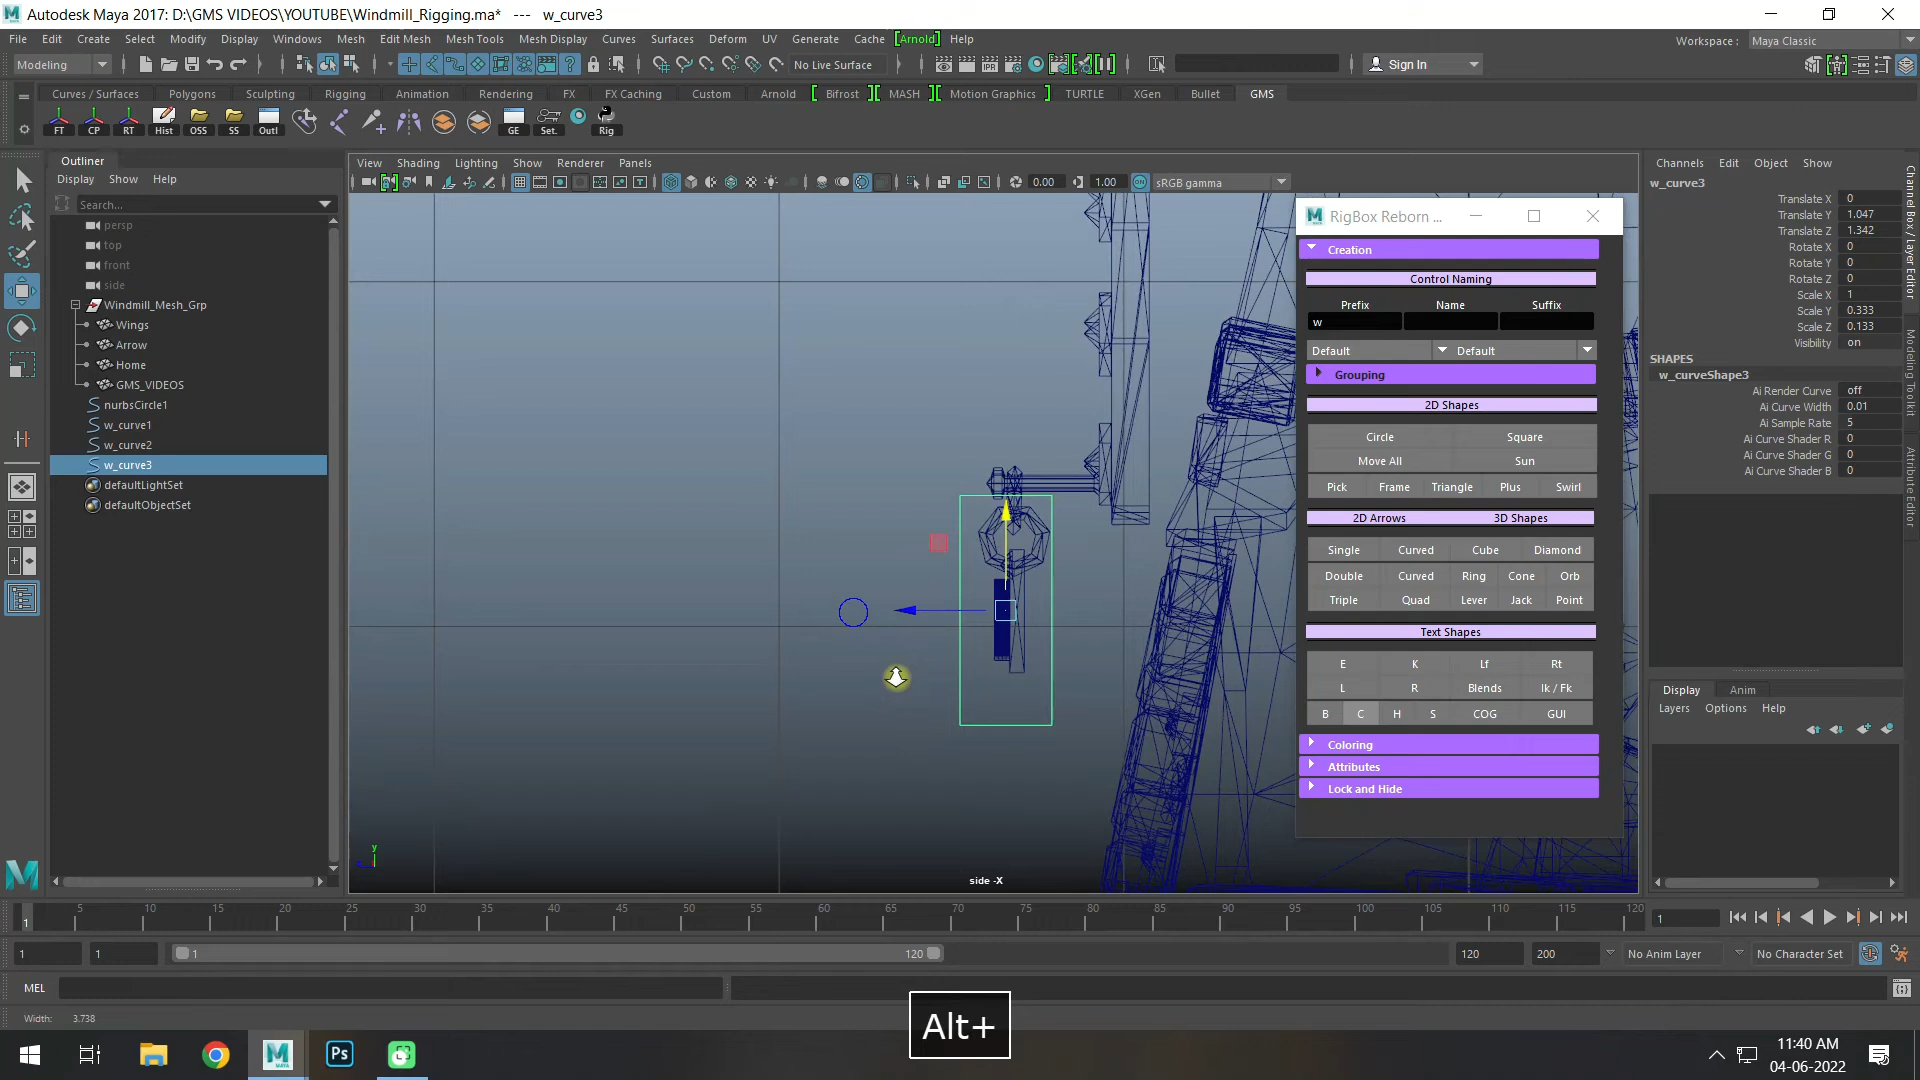 Autodesk Maya 2017: D:\GMS VIDEOS\YOUTUBE\Windmill_Rigging.ma* --- w_curve3
File Edit Create Select Modify Display Windows Mesh Edit Mesh Mesh Tools Mesh Display Curves Surfaces Deform UV Generate Cache [Arnold] Help
Workspace : Maya Classic
Modeling No Live Surface Sign In
Curves / Surfaces Polygons Sculpting Rigging Animation Rendering FX FX Caching Custom Arnold Bifrost MASH Motion Graphics TURTLE XGen Bullet GMS
FT CP RT Hist OSS SS Outl GE Set. Rig
Outliner
Display Show Help
Search...
persp
top
front
side
Windmill_Mesh_Grp
Wings
Arrow
Home
GMS_VIDEOS
nurbsCircle1
w_curve1
w_curve2
w_curve3
defaultLightSet
defaultObjectSet
View Shading Lighting Show Renderer Panels
0.00 1.00 ON sRGB gamma
y
side -X
RigBox Reborn ...
Creation
Control Naming
Prefix Name Suffix
w
Default Default
Grouping
2D Shapes
Circle Square
Move All Sun
Pick Frame Triangle Plus Swirl
2D Arrows 3D Shapes
Single Curved Cube Diamond
Double Curved Ring Cone Orb
Triple Quad Lever Jack Point
Text Shapes
E K Lf Rt
L R Blends Ik / Fk
B C H S COG GUI
Coloring
Attributes
Lock and Hide
Channels Edit Object Show
w_curve3
Translate X 0
Translate Y 1.047
Translate Z 1.342
Rotate X 0
Rotate Y 0
Rotate Z 0
Scale X 1
Scale Y 0.333
Scale Z 0.133
Visibility on
SHAPES
w_curveShape3
Ai Render Curve off
Ai Curve Width 0.01
Ai Sample Rate 5
Ai Curve Shader R 0
Ai Curve Shader G 0
Ai Curve Shader B 0
Display Anim
Layers Options Help
Channel Box / Layer Editor
Modeling Toolkit
Attribute Editor
5 10 15 20 25 30 35 40 45 50 55 60 65 70 75 80 85 90 95 100 105 110 115 120
1
1
1 1 1 120 120 200 No Anim Layer No Character Set
MEL
Width: 3.738
Alt+
Ps
11:40 AM
04-06-2022